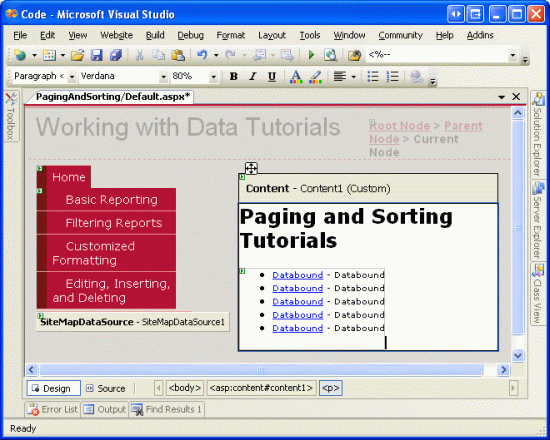 Code - Microsoft Visual Studio
File Edit View Website Build Debug Format Layout Tools Window Community Help Addins
<%--
Paragraph < Verdana 80% B I U A
PagingAndSorting/Default.aspx*
Toolbox
Working with Data Tutorials
Root Node > Parent
Node > Current
Node
Home
Basic Reporting
Filtering Reports
Customized
Formatting
Editing, Inserting,
and Deleting
SiteMapDataSource - SiteMapDataSource1
Content - Content1 (Custom)
Paging and Sorting
Tutorials
Databound - Databound
Databound - Databound
Databound - Databound
Databound - Databound
Databound - Databound
Solution Explorer
Server Explorer
Class View
Design Source <body> <asp:content#content1> <p>
Error List Output Find Results 1
Ready